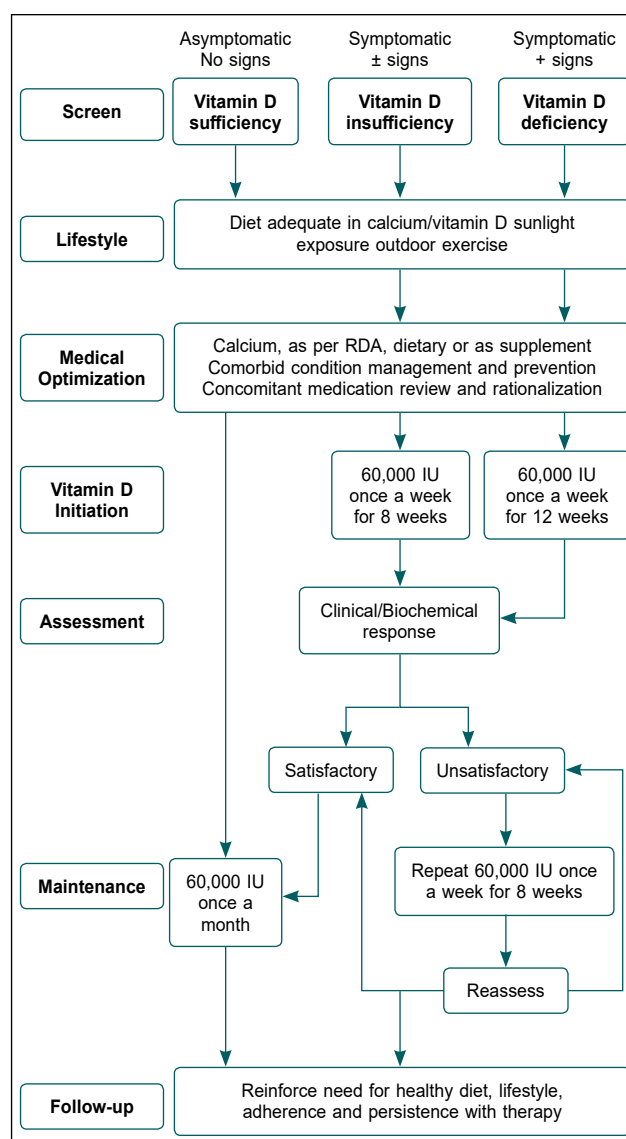 Asymptomatic
No signs
Symptomatic
± signs
Symptomatic
+ signs
Screen
Vitamin D
sufficiency
Vitamin D
insufficiency
Vitamin D
deficiency
Lifestyle
Diet adequate in calcium/vitamin D sunlight
exposure outdoor exercise
Medical
Optimization
Calcium, as per RDA, dietary or as supplement
Comorbid condition management and prevention
Concomitant medication review and rationalization
Vitamin D
Initiation
60,000 IU
once a week
for 8 weeks
60,000 IU
once a week
for 12 weeks
Assessment
Clinical/Biochemical
response
Satisfactory
Unsatisfactory
Maintenance
60,000 IU
once a
month
Repeat 60,000 IU once
a week for 8 weeks
Reassess
Follow-up
Reinforce need for healthy diet, lifestyle,
adherence and persistence with therapy